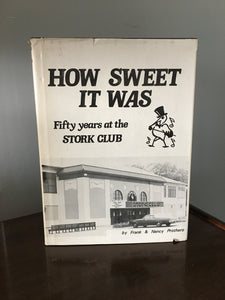 HOW SWEET
IT WAS
Fifty years at the
STORK CLUB
by Frank & Nancy Prothero